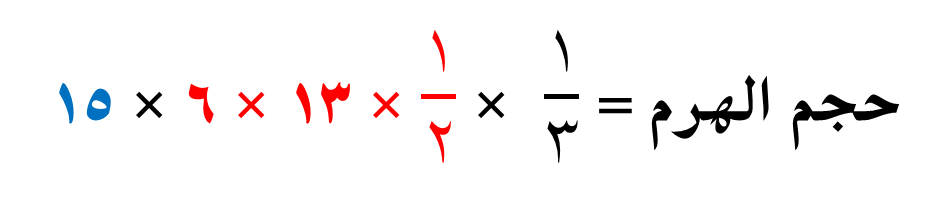 حجم الهرم = ١/٣ × ١/٢ × ١٣ × ٦ × ١٥